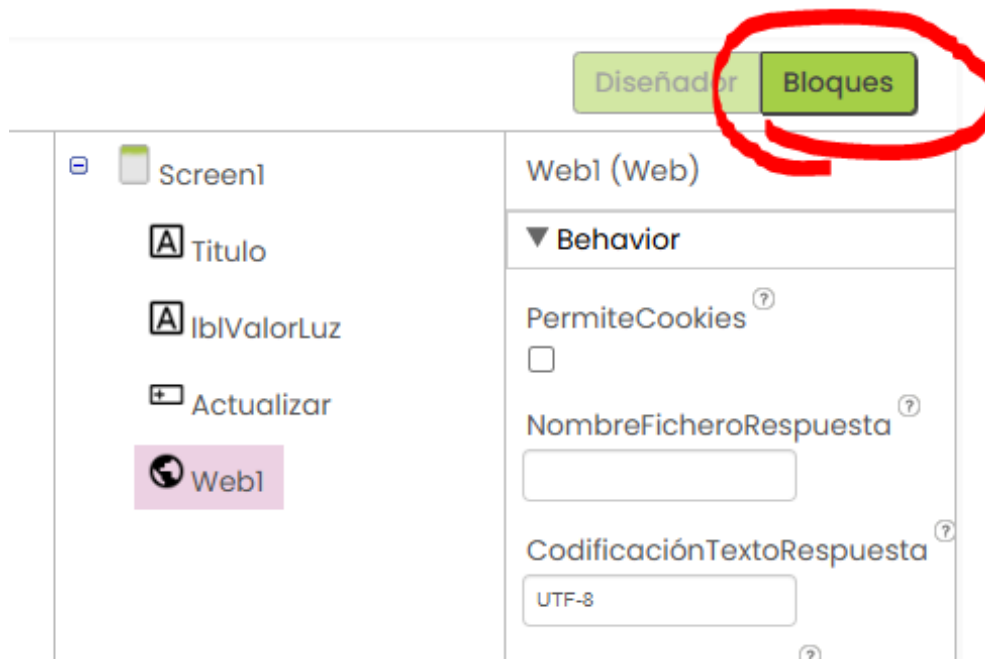 Diseñador Bloques
Screen1
Titulo
lblValorLuz
Actualizar
Web1
Web1 (Web)
Behavior
PermiteCookies ?
NombreFicheroRespuesta ?
CodificaciónTextoRespuesta ?
UTF-8
?